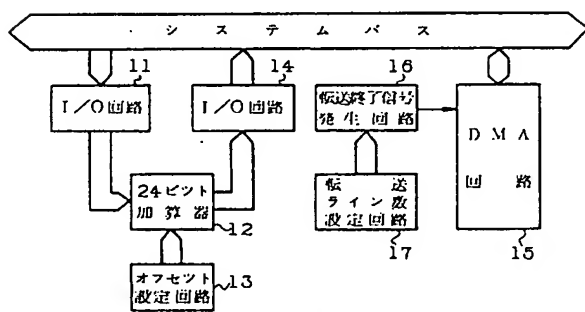 システムバス
11
14
16
I/O回路
I/O回路
転送終了信号
発生回路
DMA
回路
24ビット
加算器
12
転送
ライン数
設定回路
17
15
オフセット
設定回路
13